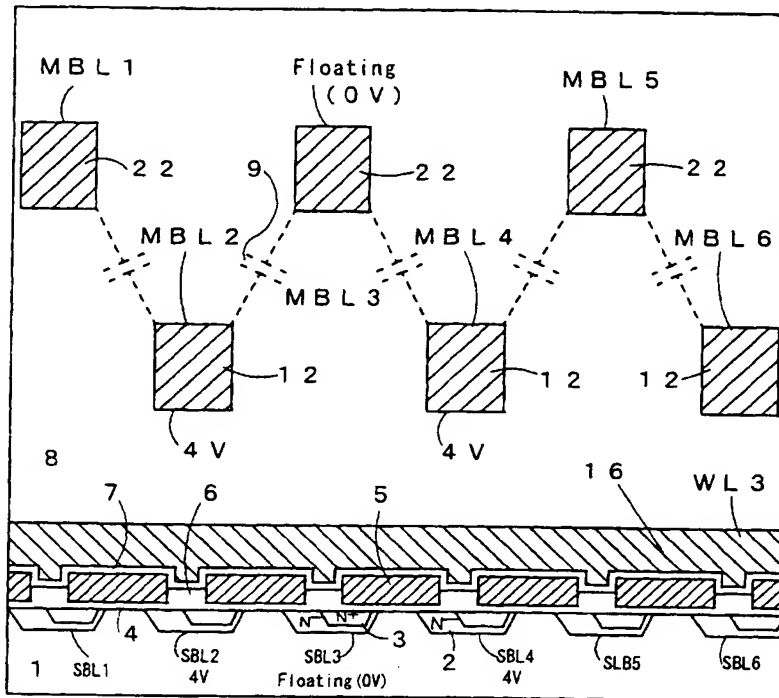 MBL1
Floating
(0V)
MBL5
22
9
22
22
MBL2
MBL4
MBL6
MBL3
12
12
12
4V
4V
8
7
6
5
16
WL3
N-
N+
N-
1
4
3
2
SBL1
SBL2
SBL3
SBL4
SLB5
SBL6
4V
Floating(0V)
4V